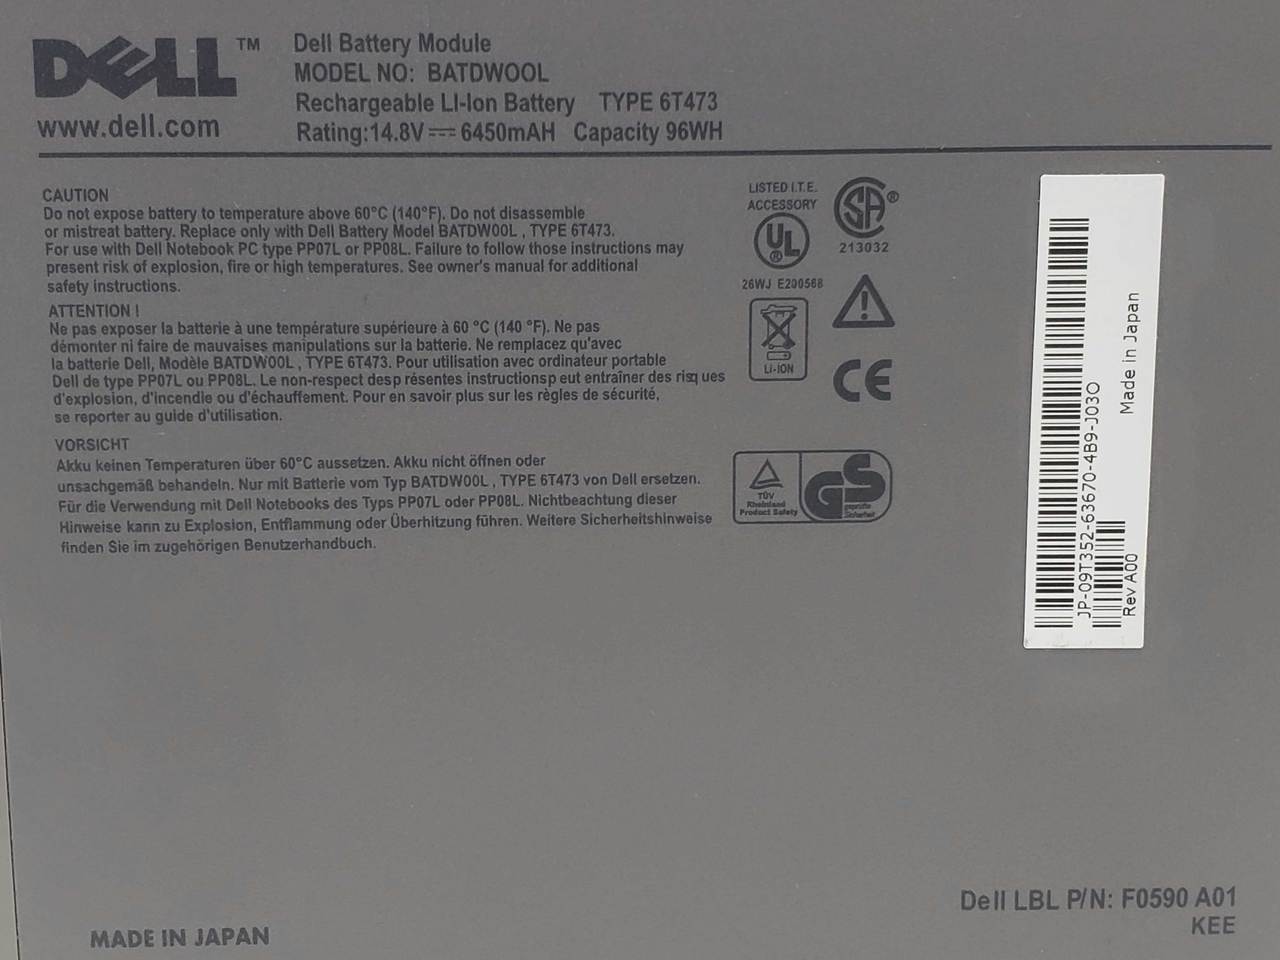 DELL™
www.dell.com
Dell Battery Module
MODEL NO: BATDW00L
Rechargeable LI-Ion Battery TYPE 6T473
Rating:14.8V⎓ 6450mAH Capacity 96WH
CAUTION
Do not expose battery to temperature above 60°C (140°F). Do not disassemble
or mistreat battery. Replace only with Dell Battery Model BATDW00L , TYPE 6T473.
For use with Dell Notebook PC type PP07L or PP08L. Failure to follow those instructions may
present risk of explosion, fire or high temperatures. See owner's manual for additional
safety instructions.
ATTENTION !
Ne pas exposer la batterie à une température supérieure à 60 °C (140 °F). Ne pas
démonter ni faire de mauvaises manipulations sur la batterie. Ne remplacez qu'avec
la batterie Dell, Modèle BATDW00L , TYPE 6T473. Pour utilisation avec ordinateur portable
Dell de type PP07L ou PP08L. Le non-respect desp résentes instructionsp eut entraîner des risq ues
d'explosion, d'incendie ou d'échauffement. Pour en savoir plus sur les règles de sécurité,
se reporter au guide d'utilisation.
VORSICHT
Akku keinen Temperaturen über 60°C aussetzen. Akku nicht öffnen oder
unsachgemäß behandeln. Nur mit Batterie vom Typ BATDW00L , TYPE 6T473 von Dell ersetzen.
Für die Verwendung mit Dell Notebooks des Typs PP07L oder PP08L. Nichtbeachtung dieser
Hinweise kann zu Explosion, Entflammung oder Überhitzung führen. Weitere Sicherheitshinweise
finden Sie im zugehörigen Benutzerhandbuch.
LISTED I.T.E.
ACCESSORY
UL
®
26WJ E200568
SA®
213032
LI-ION
CE
TÜV
Rheinland
Product Safety
GS
geprüfte
Sicherheit
JP-09T352-63670-4B9-J03O
Rev A00
Made in Japan
Dell LBL P/N: F0590 A01
KEE
MADE IN JAPAN